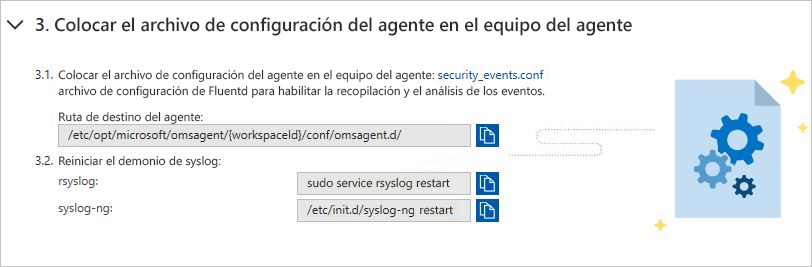 3. Colocar el archivo de configuración del agente en el equipo del agente
3.1. Colocar el archivo de configuración del agente en el equipo del agente: security_events.conf
archivo de configuración de Fluentd para habilitar la recopilación y el análisis de los eventos.
Ruta de destino del agente:
/etc/opt/microsoft/omsagent/{workspaceId}/conf/omsagent.d/
3.2. Reiniciar el demonio de syslog:
rsyslog: sudo service rsyslog restart
syslog-ng: /etc/init.d/syslog-ng restart